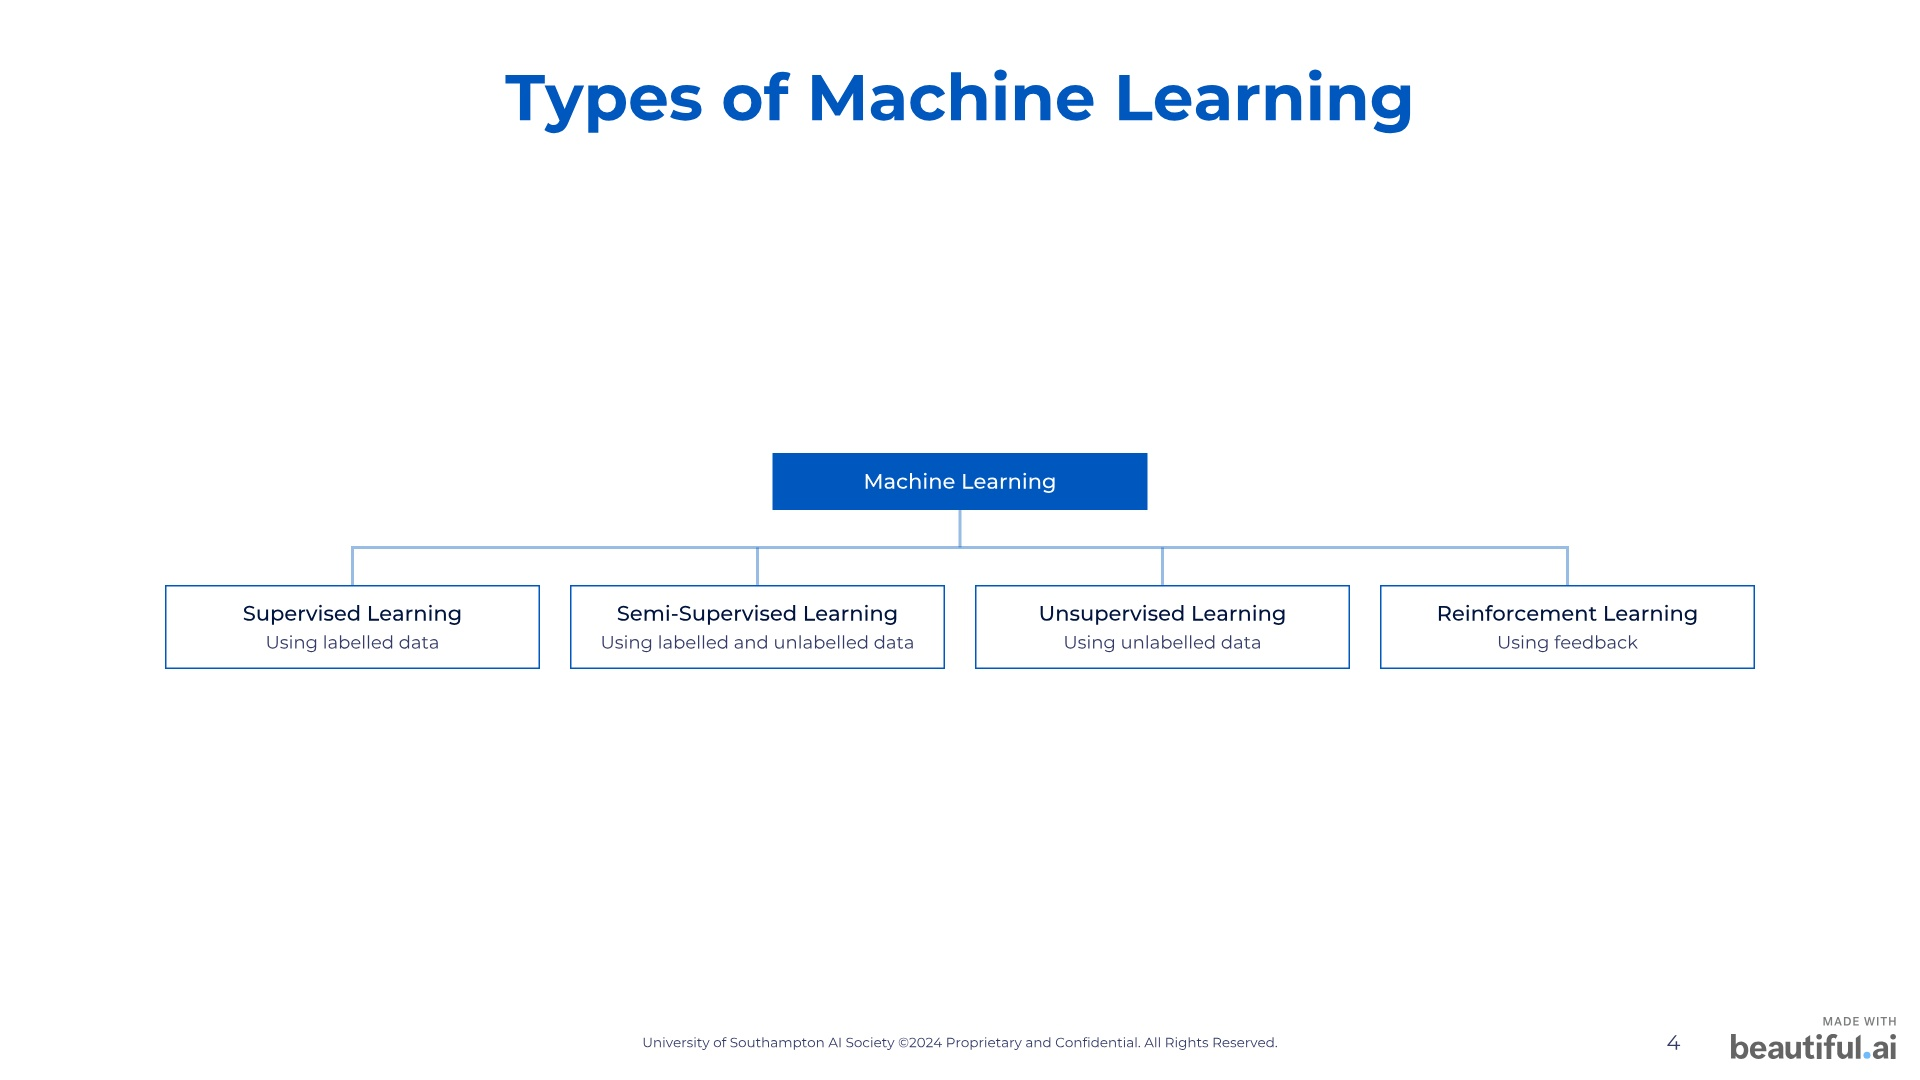 Types of Machine Learning
Machine Learning
Supervised Learning
Using labelled data
Semi-Supervised Learning
Using labelled and unlabelled data
Unsupervised Learning
Using unlabelled data
Reinforcement Learning
Using feedback
University of Southampton AI Society ©2024 Proprietary and Confidential. All Rights Reserved.
4
MADE WITH
beautiful.ai